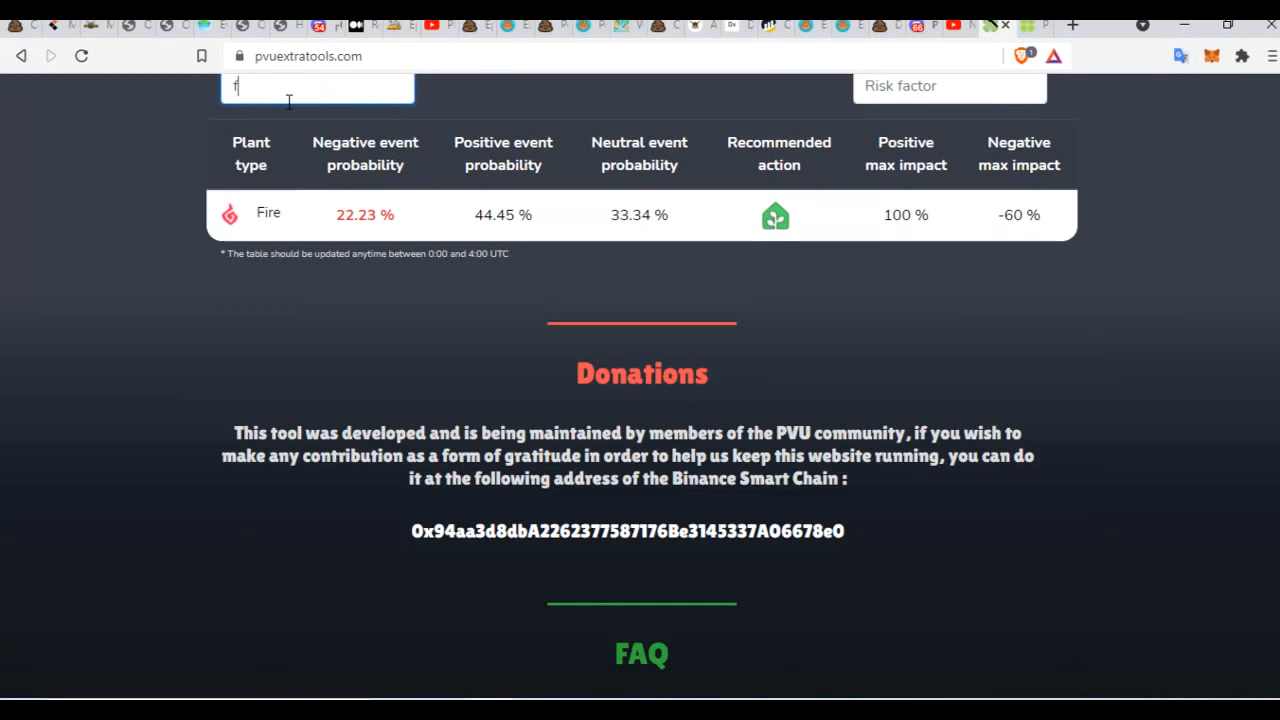 pvuextratools.com
1
f
Risk factor
Plant type
Negative event probability
Positive event probability
Neutral event probability
Recommended action
Positive max impact
Negative max impact
Fire
22.23 %
44.45 %
33.34 %
100 %
-60 %
* The table should be updated anytime between 0:00 and 4:00 UTC
Donations
This tool was developed and is being maintained by members of the PVU community, if you wish to
make any contribution as a form of gratitude in order to help us keep this website running, you can do
it at the following address of the Binance Smart Chain :
0x94aa3d8dbA2262377587176Be3145337A06678e0
FAQ